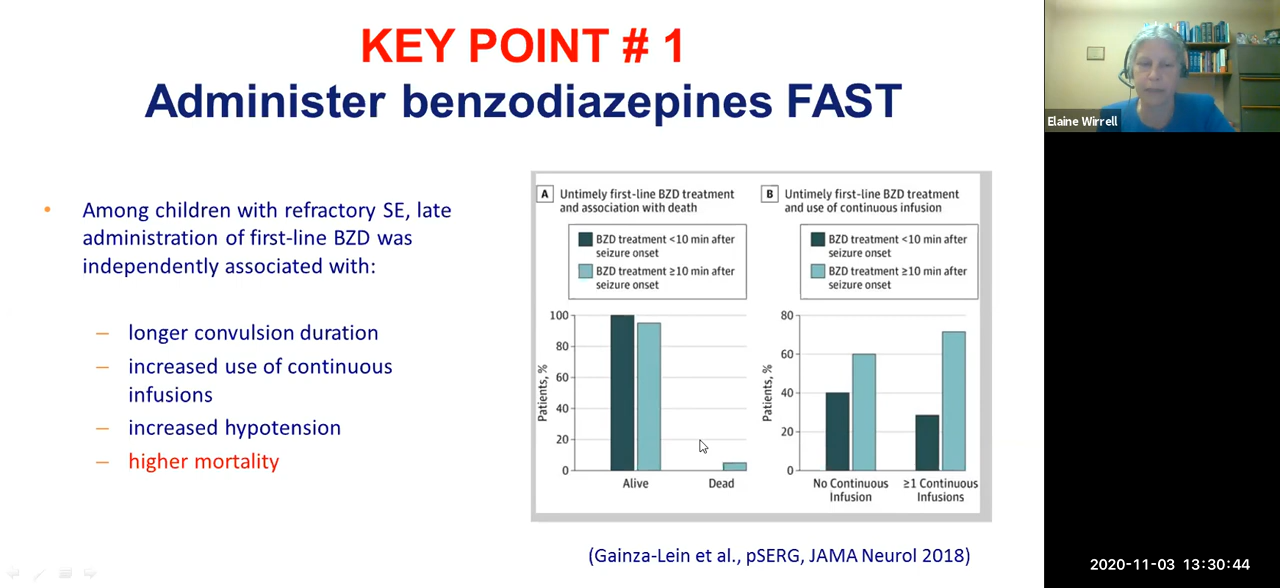 KEY POINT # 1
Administer benzodiazepines FAST
• Among children with refractory SE, late
administration of first-line BZD was
independently associated with:
– longer convulsion duration
– increased use of continuous
infusions
– increased hypotension
– higher mortality
A Untimely first-line BZD treatment
and association with death
BZD treatment <10 min after
seizure onset
BZD treatment ≥10 min after
seizure onset
Patients, %
100
80
60
40
20
0
Alive Dead
B Untimely first-line BZD treatment
and use of continuous infusion
BZD treatment <10 min after
seizure onset
BZD treatment ≥10 min after
seizure onset
Patients, %
80
60
40
20
0
No Continuous
Infusion
≥1 Continuous
Infusions
(Gainza-Lein et al., pSERG, JAMA Neurol 2018)
Elaine Wirrell
2020-11-03 13:30:44